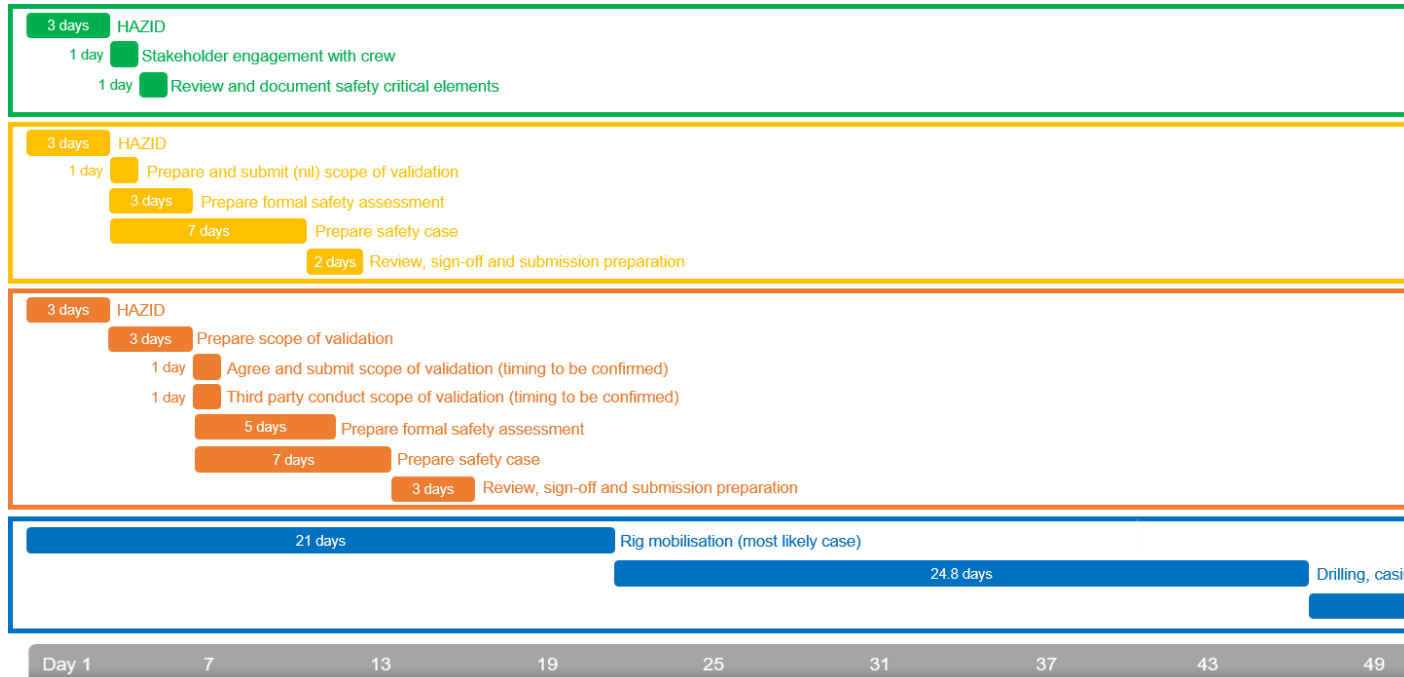 3 days HAZID
1 day Stakeholder engagement with crew
1 day Review and document safety critical elements
3 days HAZID
1 day Prepare and submit (nil) scope of validation
3 days Prepare formal safety assessment
7 days Prepare safety case
2 days Review, sign-off and submission preparation
3 days HAZID
3 days Prepare scope of validation
1 day Agree and submit scope of validation (timing to be confirmed)
1 day Third party conduct scope of validation (timing to be confirmed)
5 days Prepare formal safety assessment
7 days Prepare safety case
3 days Review, sign-off and submission preparation
21 days Rig mobilisation (most likely case)
24.8 days Drilling,
Day 1 7 13 19 25 31 37 43 49